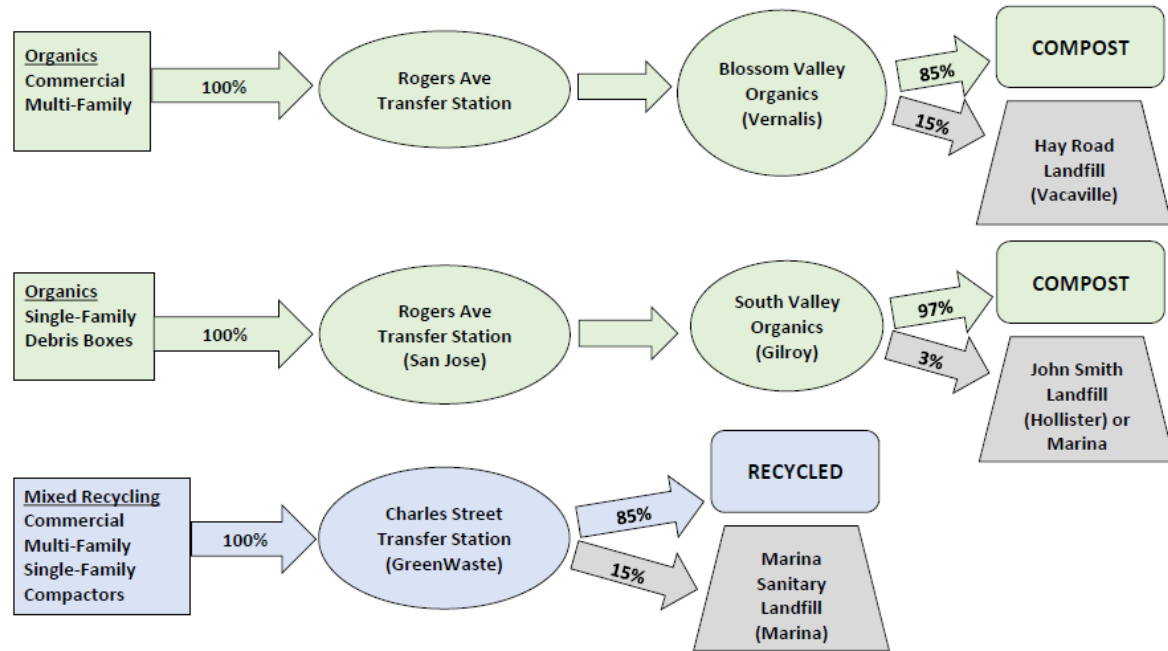 Organics
Commercial
Multi-Family
100%
Rogers Ave
Transfer Station
Blossom Valley
Organics
(Vernalis)
85%
15%
COMPOST
Hay Road
Landfill
(Vacaville)
Organics
Single-Family
Debris Boxes
100%
Rogers Ave
Transfer Station
(San Jose)
South Valley
Organics
(Gilroy)
97%
3%
COMPOST
John Smith
Landfill
(Hollister) or
Marina
Mixed Recycling
Commercial
Multi-Family
Single-Family
Compactors
100%
Charles Street
Transfer Station
(GreenWaste)
85%
15%
RECYCLED
Marina
Sanitary
Landfill
(Marina)